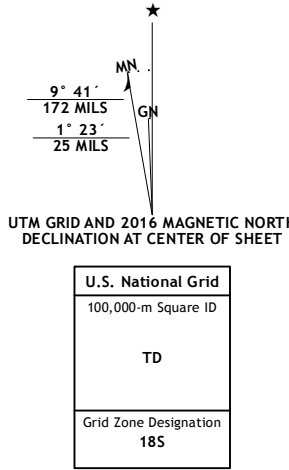 ★
MN
9° 41´
172 MILS
GN
1° 23´
25 MILS
UTM GRID AND 2016 MAGNETIC NORTH
DECLINATION AT CENTER OF SHEET
U.S. National Grid
100,000-m Square ID
TD
Grid Zone Designation
18S